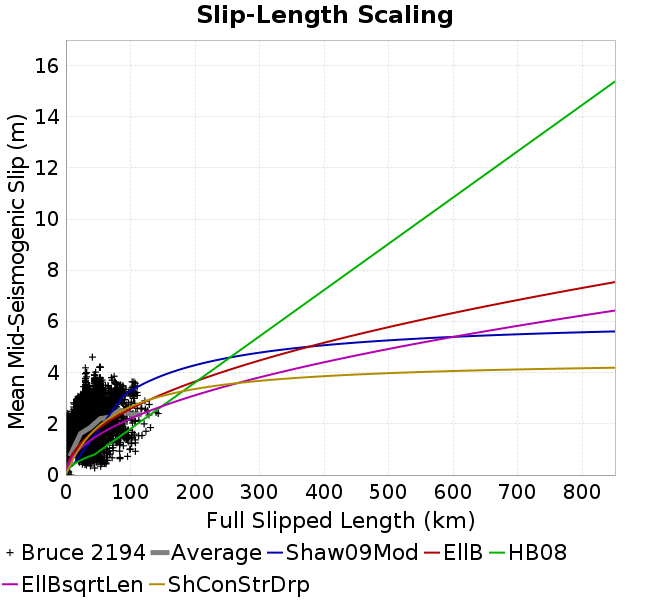 Slip-Length Scaling
Mean Mid-Seismogenic Slip (m)
16
14
12
10
8
6
4
2
0
0 100 200 300 400 500 600 700 800
Full Slipped Length (km)
Bruce 2194 Average Shaw09Mod EllB HB08
EllBsqrtLen ShConStrDrp